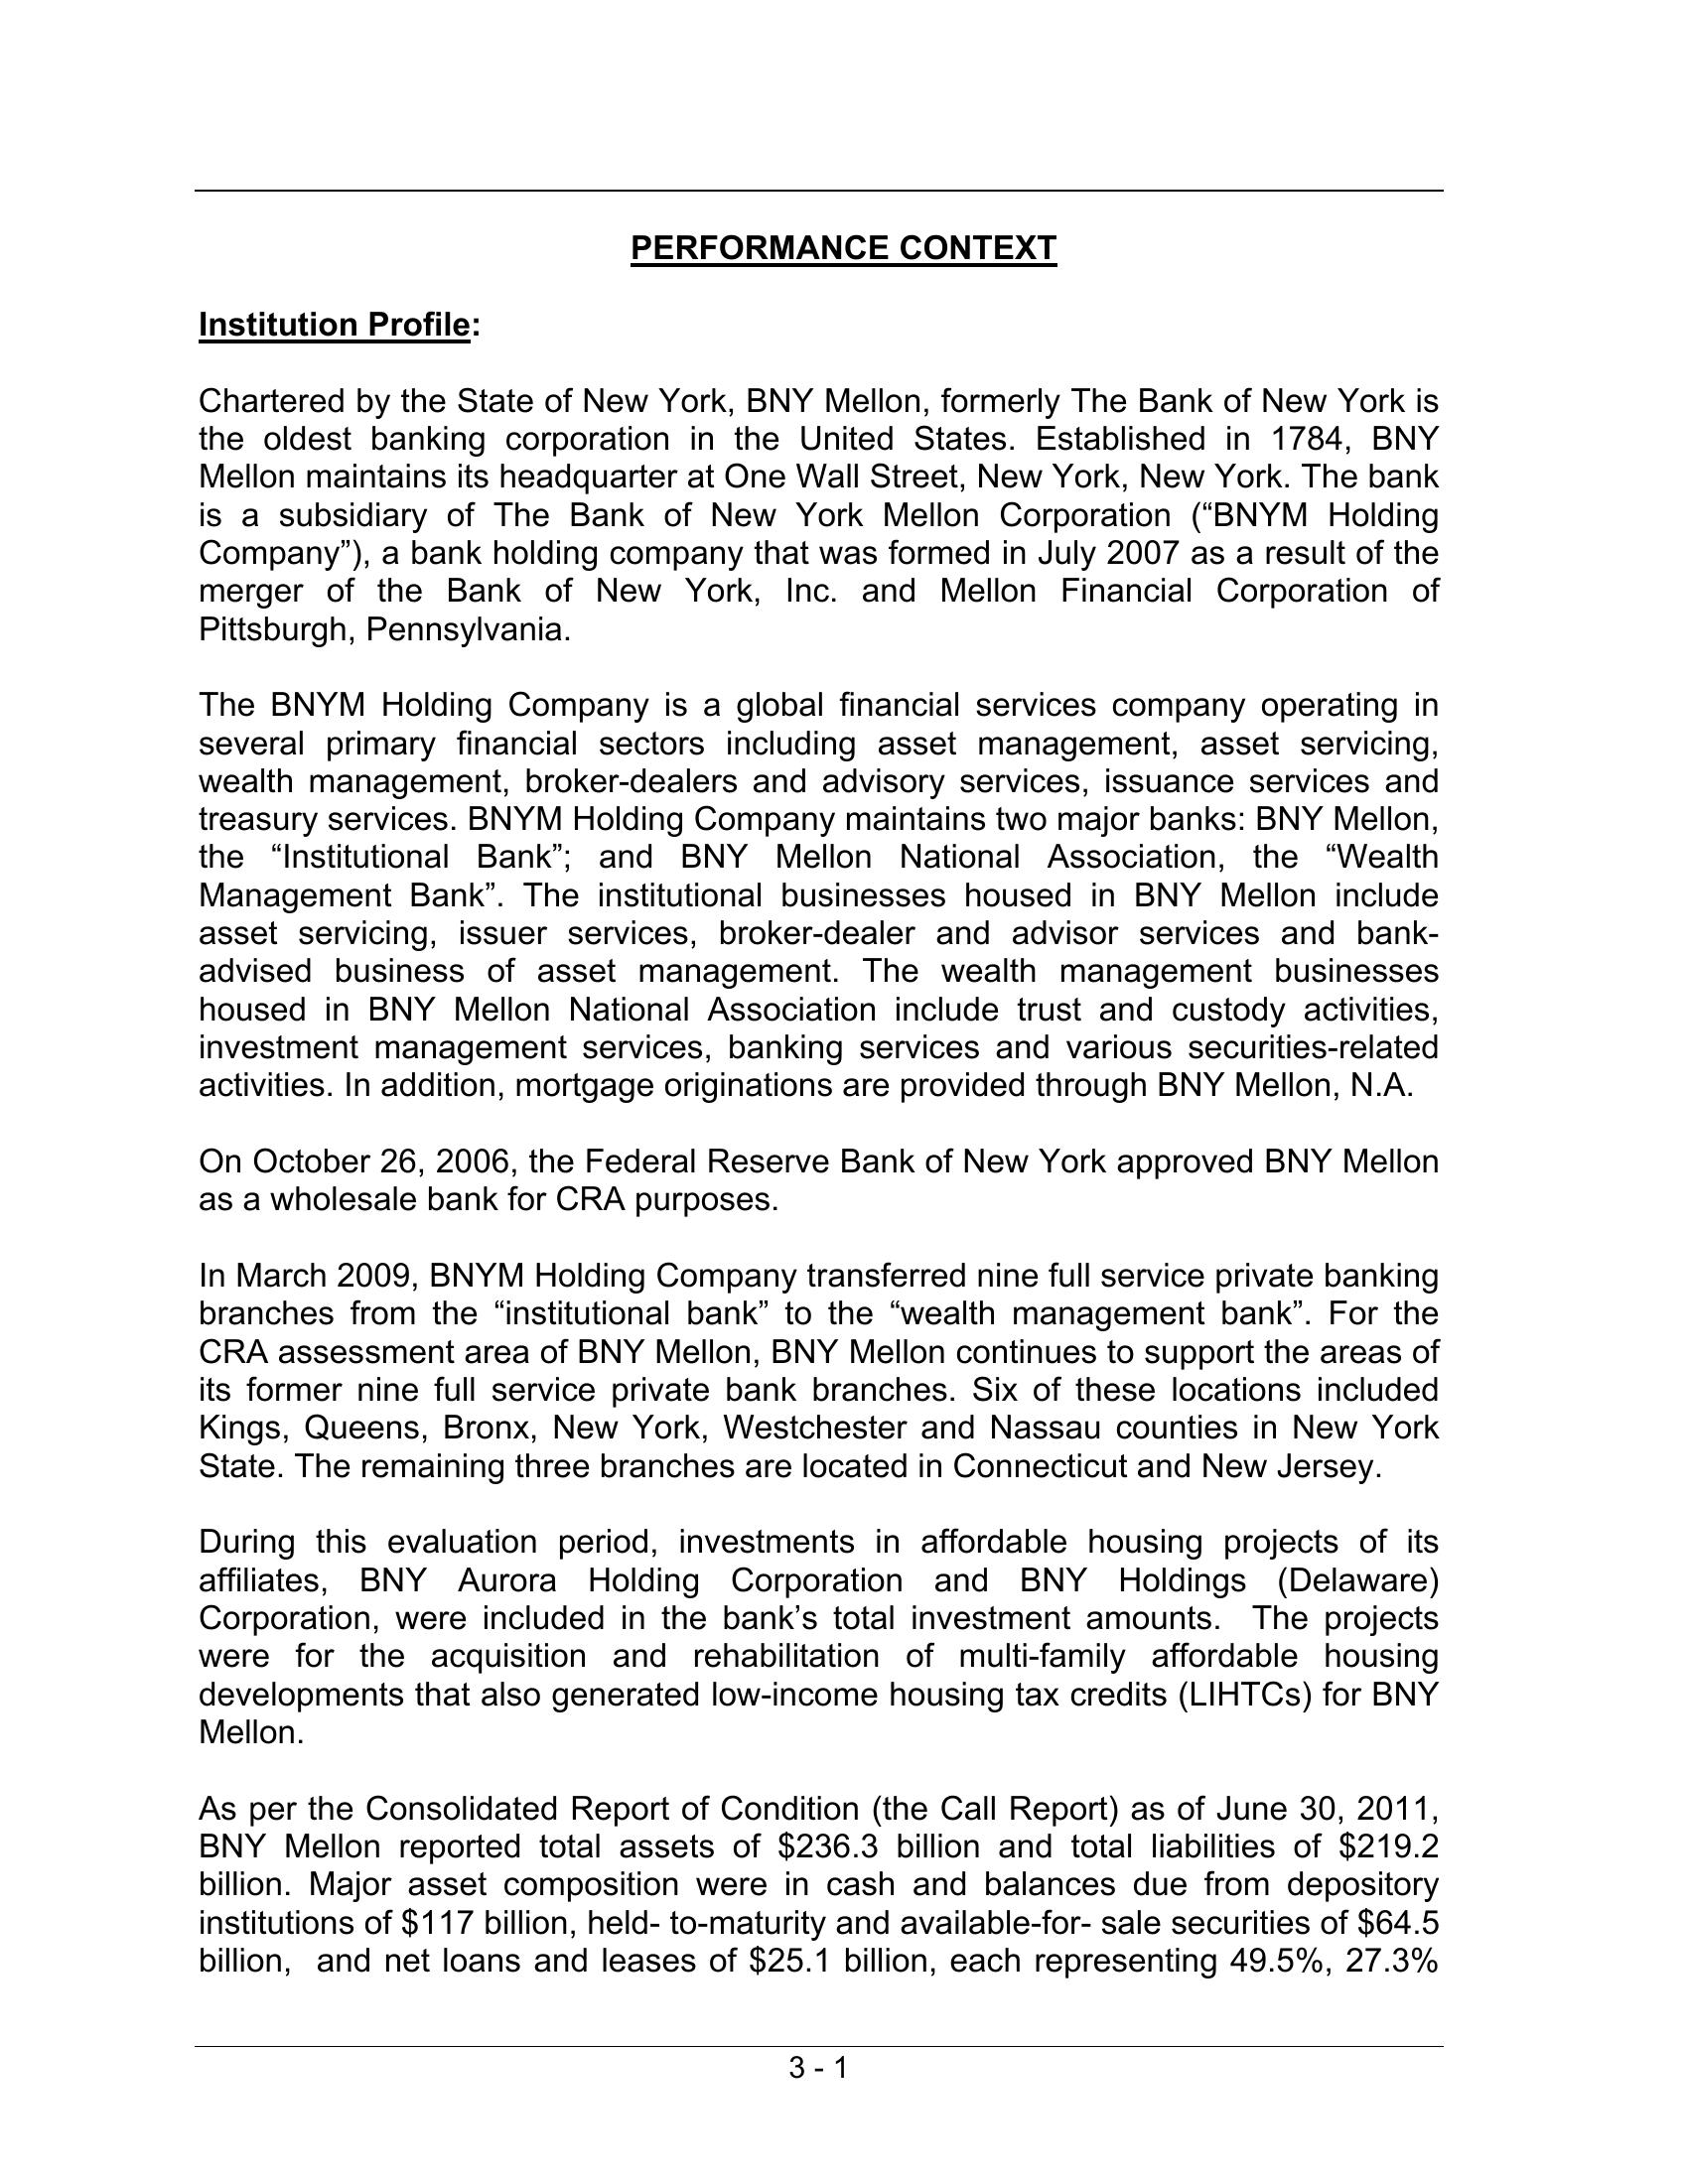 PERFORMANCE CONTEXT
Institution Profile:
Chartered by the State of New York, BNY Mellon, formerly The Bank of New York is
the oldest banking corporation in the United States. Established in 1784, BNY
Mellon maintains its headquarter at One Wall Street, New York, New York. The bank
is a subsidiary of The Bank of New York Mellon Corporation (“BNYM Holding
Company”), a bank holding company that was formed in July 2007 as a result of the
merger of the Bank of New York, Inc. and Mellon Financial Corporation of
Pittsburgh, Pennsylvania.
The BNYM Holding Company is a global financial services company operating in
several primary financial sectors including asset management, asset servicing,
wealth management, broker-dealers and advisory services, issuance services and
treasury services. BNYM Holding Company maintains two major banks: BNY Mellon,
the “Institutional Bank”; and BNY Mellon National Association, the “Wealth
Management Bank”. The institutional businesses housed in BNY Mellon include
asset servicing, issuer services, broker-dealer and advisor services and bank-
advised business of asset management. The wealth management businesses
housed in BNY Mellon National Association include trust and custody activities,
investment management services, banking services and various securities-related
activities. In addition, mortgage originations are provided through BNY Mellon, N.A.
On October 26, 2006, the Federal Reserve Bank of New York approved BNY Mellon
as a wholesale bank for CRA purposes.
In March 2009, BNYM Holding Company transferred nine full service private banking
branches from the “institutional bank” to the “wealth management bank”. For the
CRA assessment area of BNY Mellon, BNY Mellon continues to support the areas of
its former nine full service private bank branches. Six of these locations included
Kings, Queens, Bronx, New York, Westchester and Nassau counties in New York
State. The remaining three branches are located in Connecticut and New Jersey.
During this evaluation period, investments in affordable housing projects of its
affiliates, BNY Aurora Holding Corporation and BNY Holdings (Delaware)
Corporation, were included in the bank’s total investment amounts.  The projects
were for the acquisition and rehabilitation of multi-family affordable housing
developments that also generated low-income housing tax credits (LIHTCs) for BNY
Mellon.
As per the Consolidated Report of Condition (the Call Report) as of June 30, 2011,
BNY Mellon reported total assets of $236.3 billion and total liabilities of $219.2
billion. Major asset composition were in cash and balances due from depository
institutions of $117 billion, held- to-maturity and available-for- sale securities of $64.5
billion,  and net loans and leases of $25.1 billion, each representing 49.5%, 27.3%
3 - 1